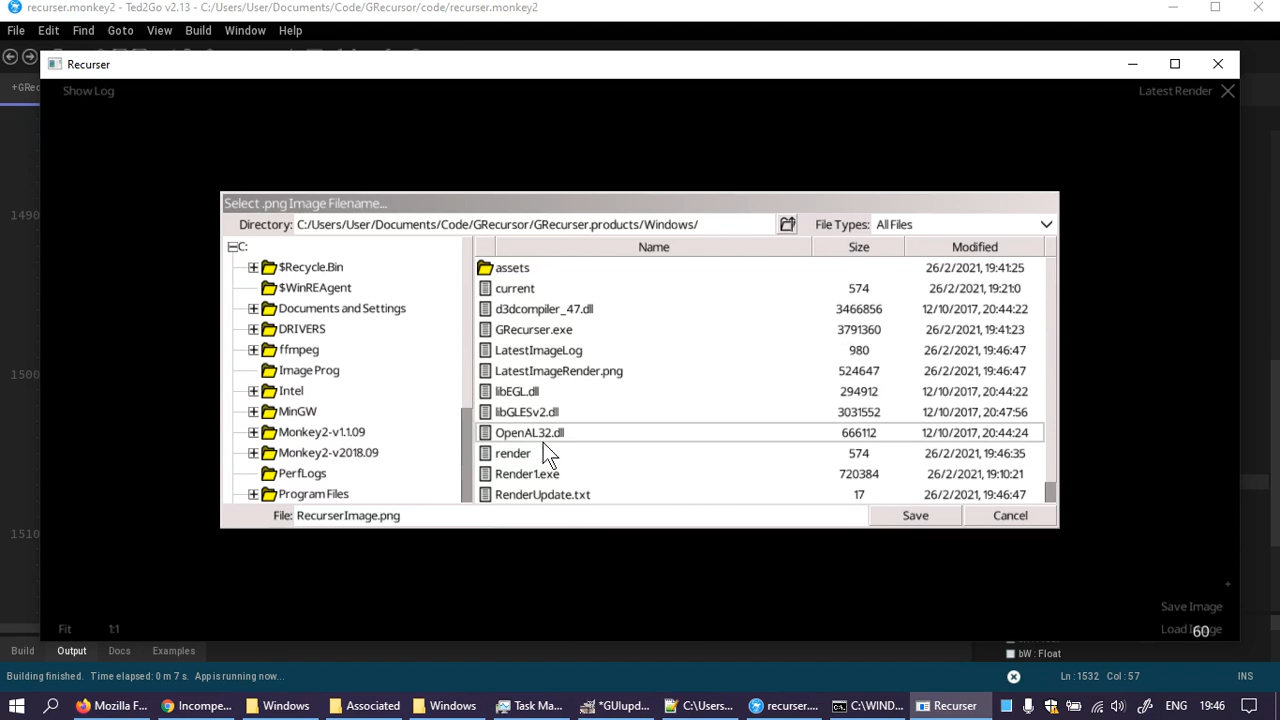 recurser.monkey2 - Ted2Go v2.13 - C:/Users/User/Documents/Code/GRecursor/code/recurser.monkey2
File Edit Find Goto View Build Window Help
Recurser
+GRec
Show Log
Latest Render
Select .png Image Filename...
1490
Directory: C:/Users/User/Documents/Code/GRecursor/GRecurser.products/Windows/ File Types: All Files
C: Name Size Modified
$Recycle.Bin assets 26/2/2021, 19:41:25
$WinREAgent current 574 26/2/2021, 19:21:0
Documents and Settings d3dcompiler_47.dll 3466856 12/10/2017, 20:44:22
DRIVERS GRecurser.exe 3791360 26/2/2021, 19:41:23
ffmpeg LatestImageLog 980 26/2/2021, 19:46:47
Image Prog LatestImageRender.png 524647 26/2/2021, 19:46:47
1500
Intel libEGL.dll 294912 12/10/2017, 20:44:22
MinGW libGLESv2.dll 3031552 12/10/2017, 20:47:56
Monkey2-v1.1.09 OpenAL32.dll 666112 12/10/2017, 20:44:24
Monkey2-v2018.09 render 574 26/2/2021, 19:46:35
PerfLogs Render1.exe 720384 26/2/2021, 19:10:21
Program Files RenderUpdate.txt 17 26/2/2021, 19:46:47
File: RecurserImage.png Save Cancel
1510
+
Save Image
Fit 1:1 Load Image
60
Build Output Docs Examples
bW : Float
Building finished. Time elapsed: 0 m 7 s. App is running now...
Ln : 1532 Col : 57 INS
Mozilla F... Incompe... Windows Associated Windows Task Ma... *GUIupd... C:\Users... recurser.... C:\WIND... Recurser ENG 19:46